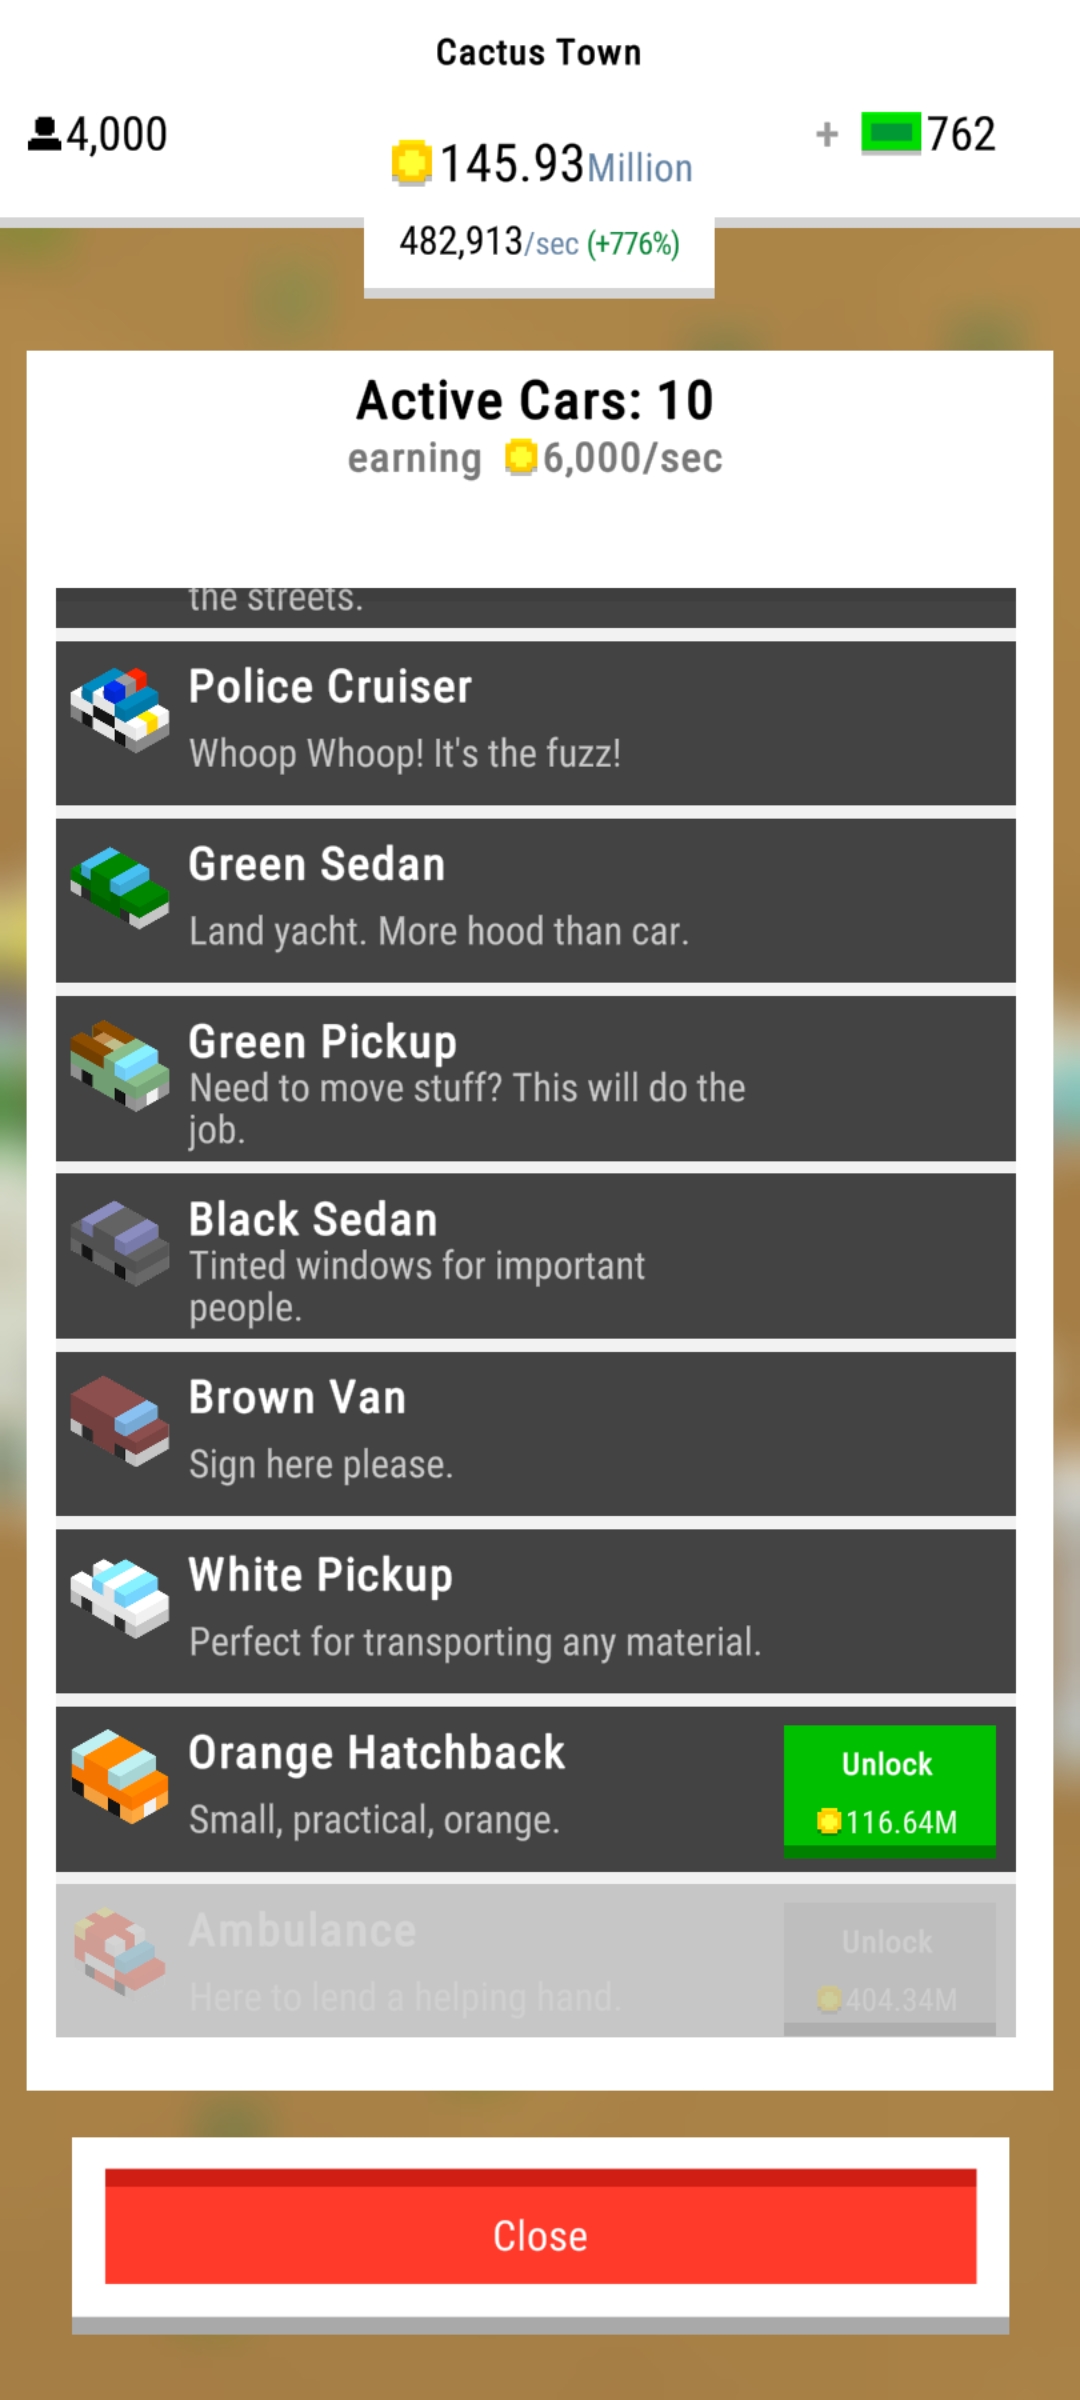 Cactus Town
4,000
145.93Million
+ 762
482,913/sec (+776%)
Active Cars: 10
earning 6,000/sec
the streets.
Police Cruiser
Whoop Whoop! It's the fuzz!
Green Sedan
Land yacht. More hood than car.
Green Pickup
Need to move stuff? This will do the
job.
Black Sedan
Tinted windows for important
people.
Brown Van
Sign here please.
White Pickup
Perfect for transporting any material.
Orange Hatchback
Small, practical, orange.
Unlock
116.64M
Ambulance
Here to lend a helping hand.
Unlock
404.34M
Close